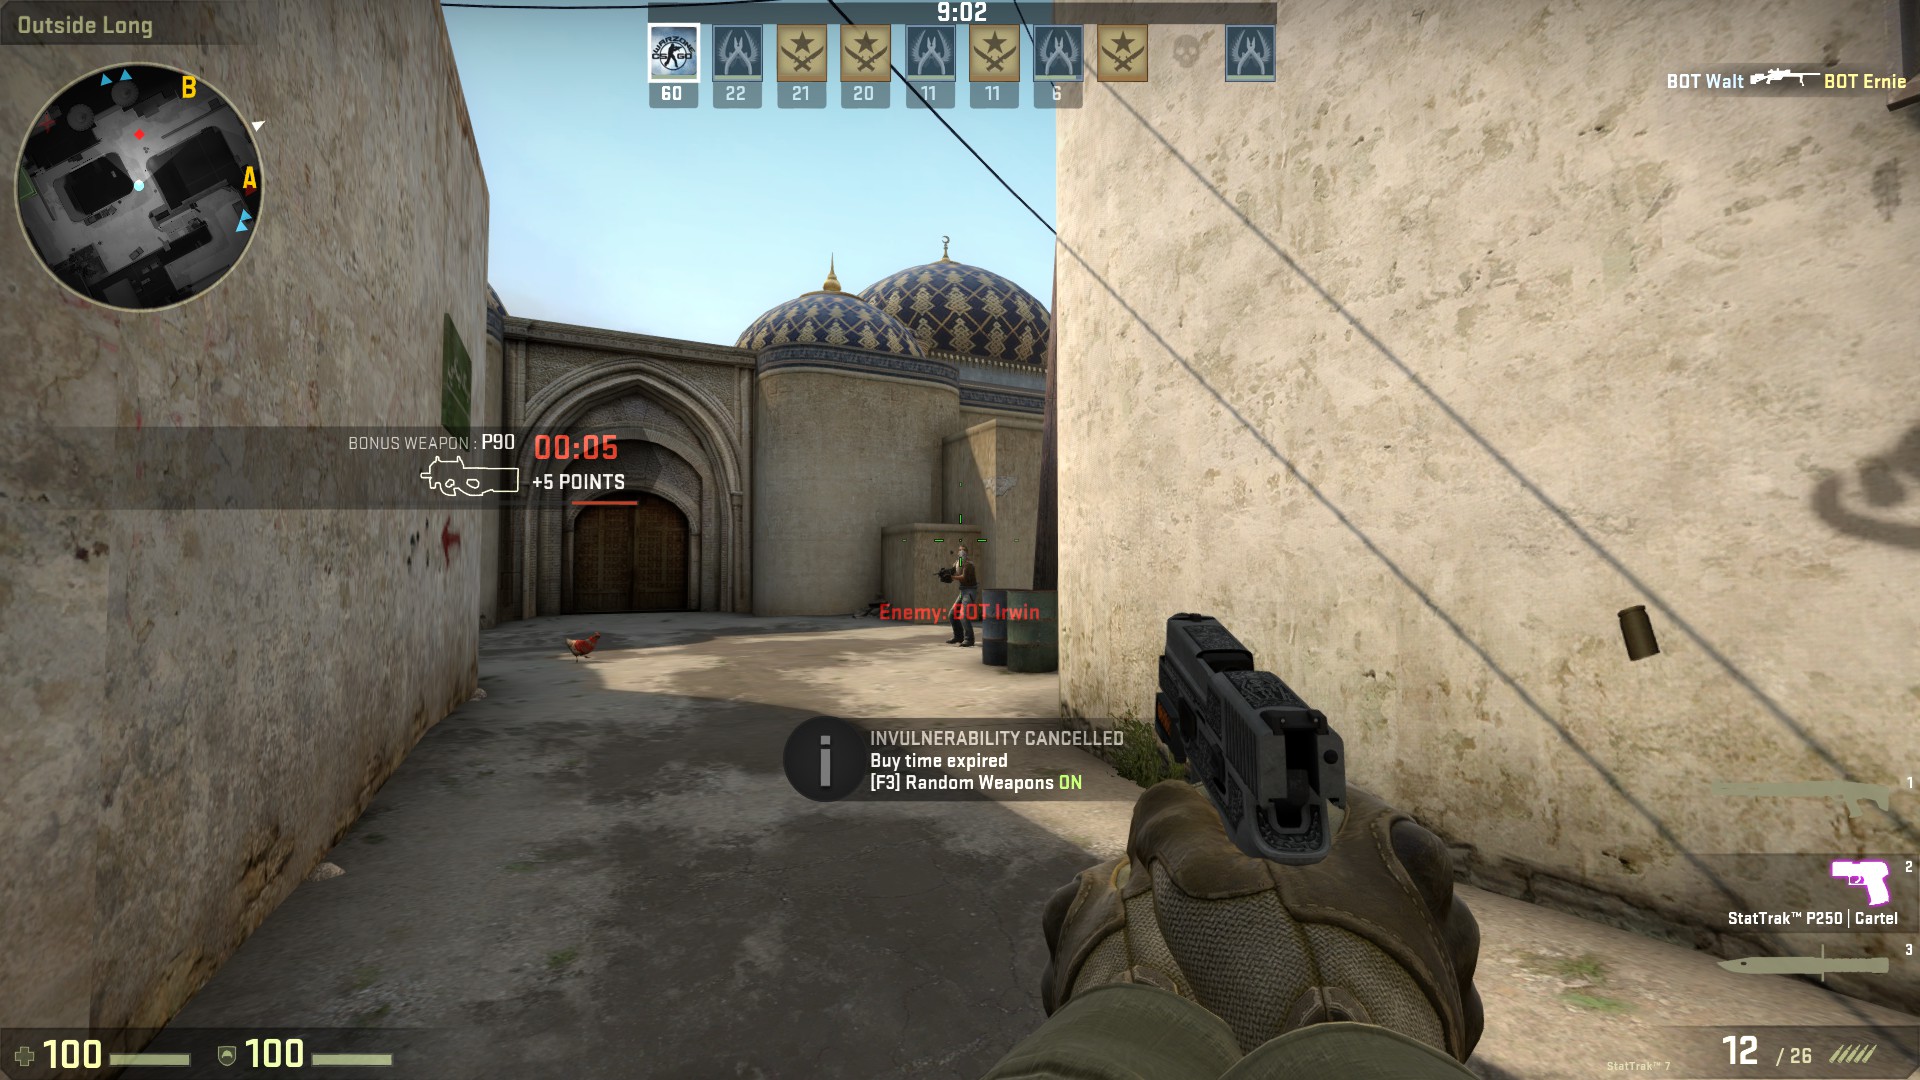 Outside Long
9:02
60 22 21 20 11 11 6
BOT Walt BOT Ernie
B
A
BONUS WEAPON : P90 00:05
+5 POINTS
Enemy: BOT Irwin
INVULNERABILITY CANCELLED
Buy time expired
[F3] Random Weapons ON
1
2
StatTrak™ P250 | Cartel
3
100 100
12 / 26
StatTrak™ 7